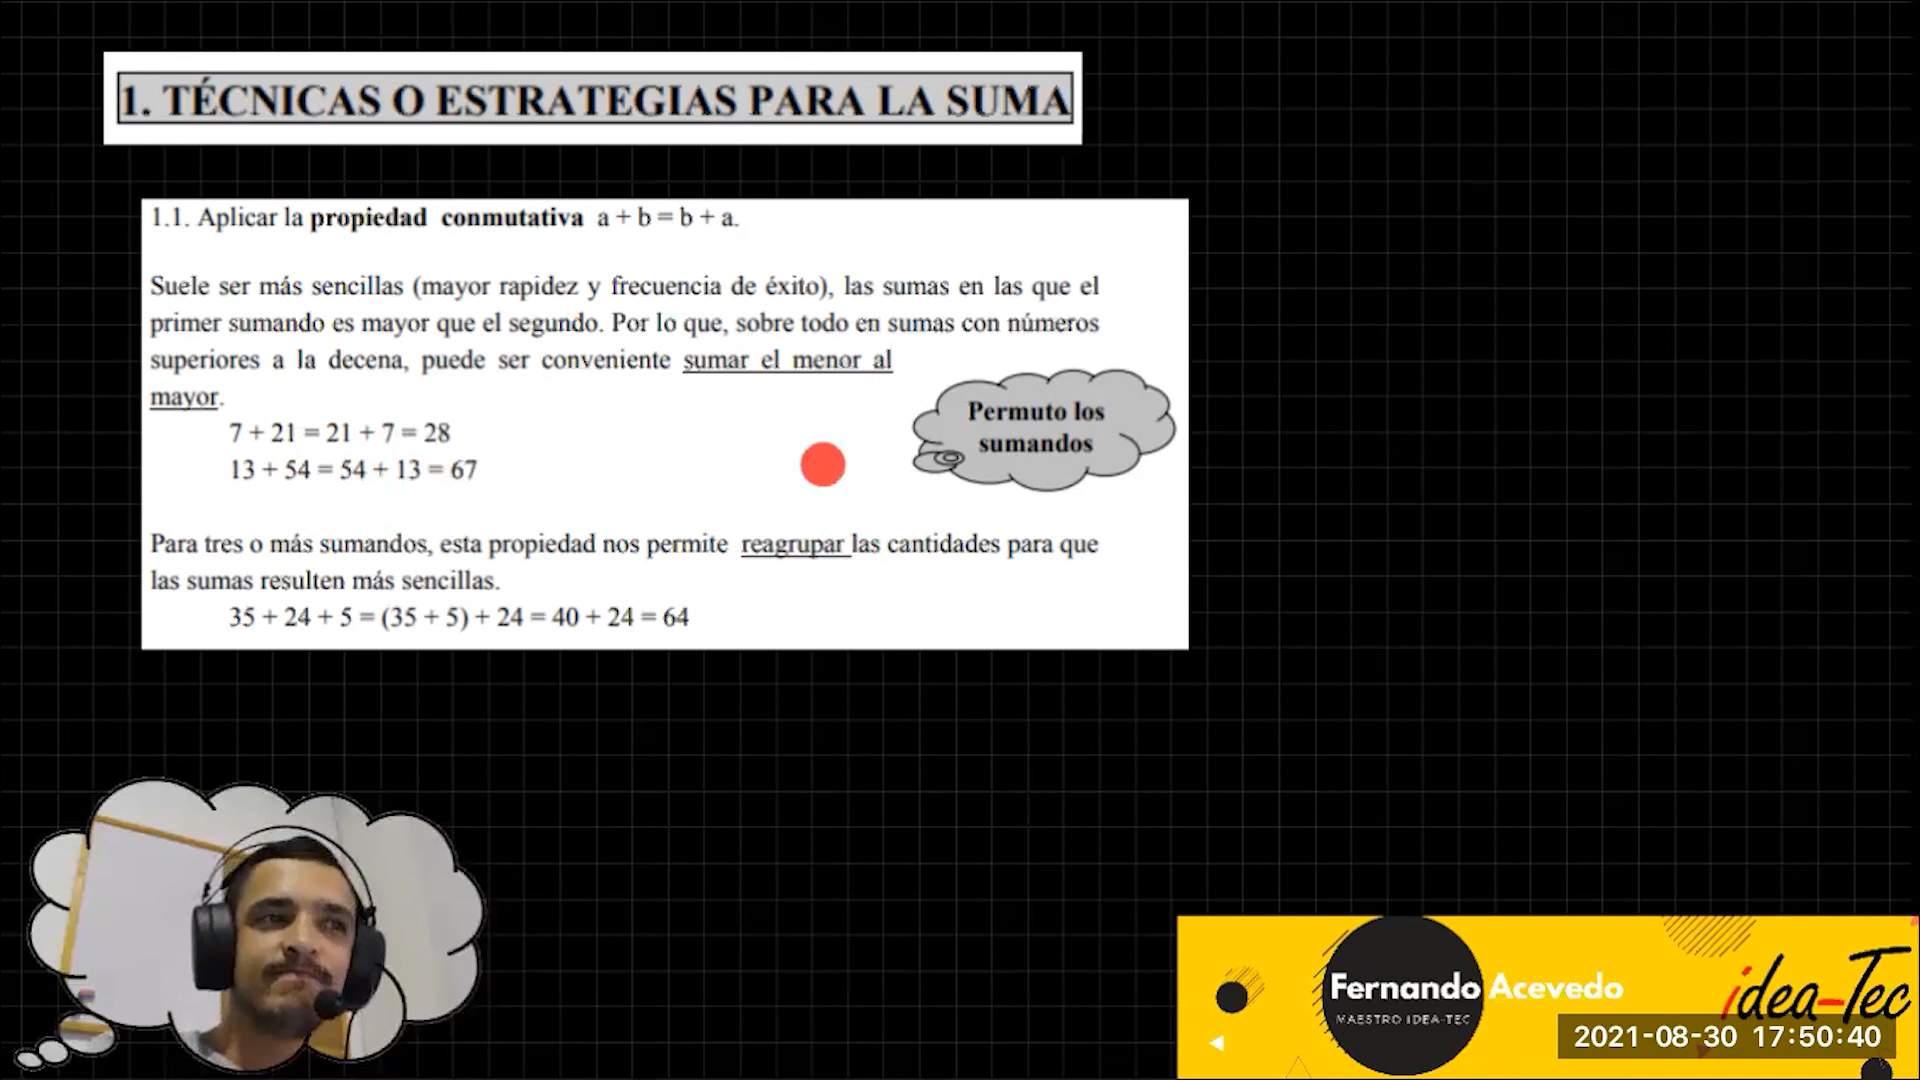 1. TÉCNICAS O ESTRATEGIAS PARA LA SUMA
1.1. Aplicar la propiedad conmutativa a + b = b + a.
Suele ser más sencillas (mayor rapidez y frecuencia de éxito), las sumas en las que el
primer sumando es mayor que el segundo. Por lo que, sobre todo en sumas con números
superiores a la decena, puede ser conveniente sumar el menor al
mayor.
7 + 21 = 21 + 7 = 28
13 + 54 = 54 + 13 = 67
Permuto los
sumandos
Para tres o más sumandos, esta propiedad nos permite reagrupar las cantidades para que
las sumas resulten más sencillas.
35 + 24 + 5 = (35 + 5) + 24 = 40 + 24 = 64
Fernando Acevedo
MAESTRO IDEA-TEC
idea-Tec
2021-08-30 17:50:40